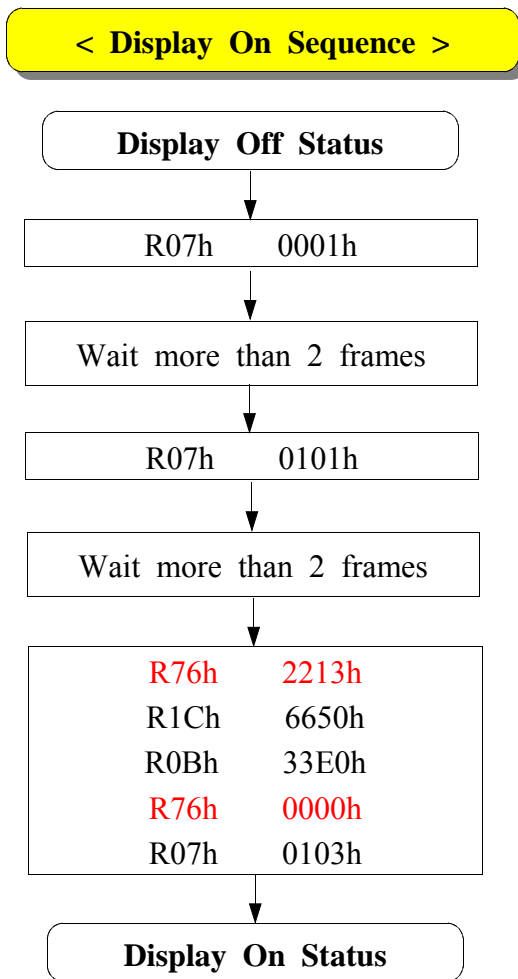 < Display On Sequence >
Display Off Status
R07h 0001h
Wait more than 2 frames
R07h 0101h
Wait more than 2 frames
R76h 2213h
R1Ch 6650h
R0Bh 33E0h
R76h 0000h
R07h 0103h
Display On Status